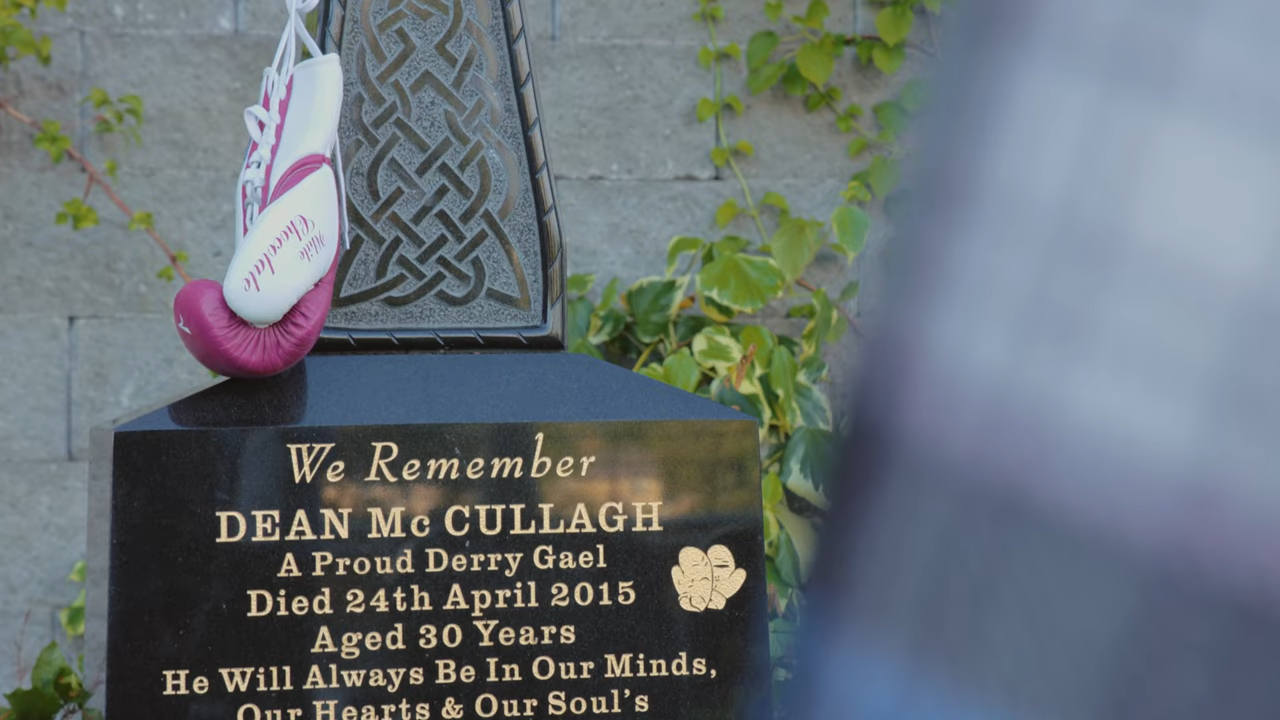 White
Chocolate
We Remember
DEAN Mc CULLAGH
A Proud Derry Gael
Died 24th April 2015
Aged 30 Years
He Will Always Be In Our Minds,
Our Hearts & Our Soul's